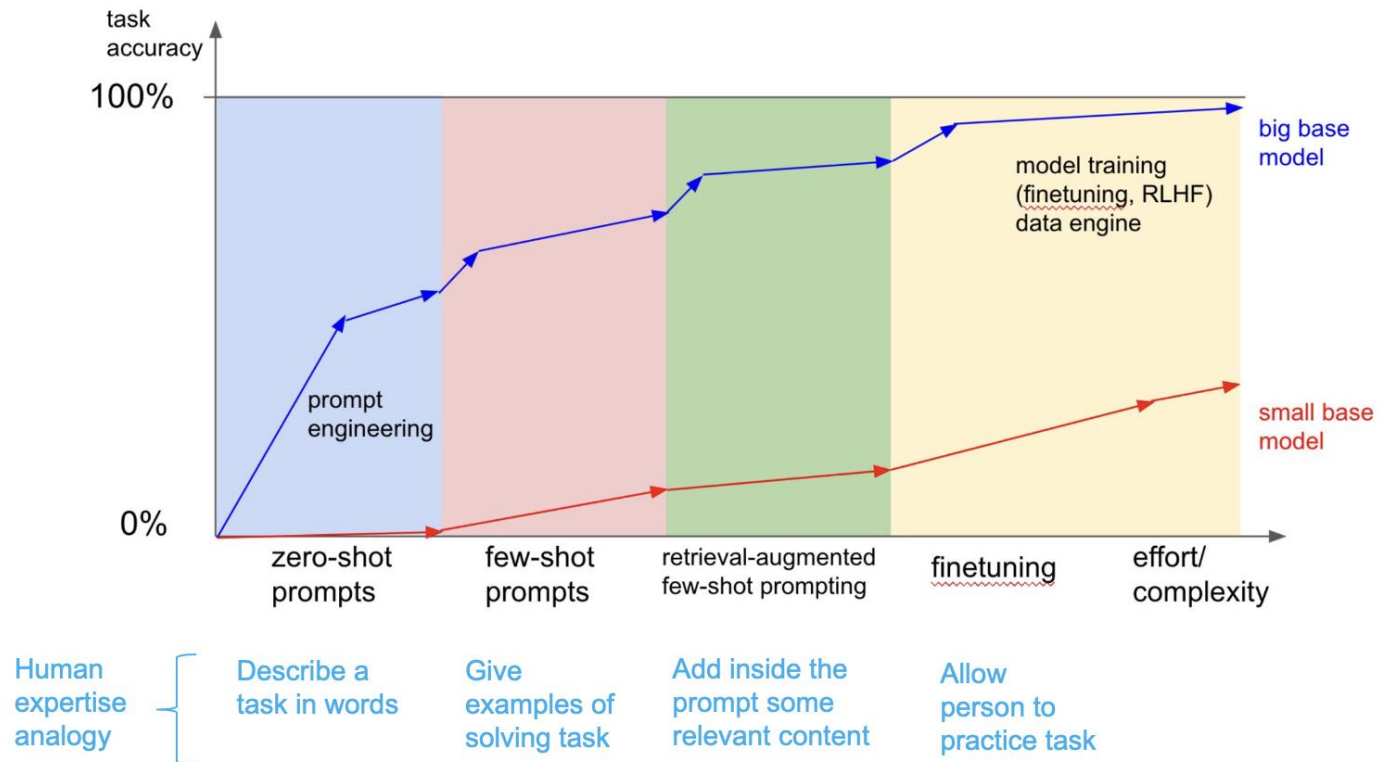 task
accuracy
100%
big base
model
model training
(finetuning, RLHF)
data engine
prompt
engineering
small base
model
0%
zero-shot
prompts
few-shot
prompts
retrieval-augmented
few-shot prompting
finetuning
effort/
complexity
Human
expertise
analogy
Describe a
task in words
Give
examples of
solving task
Add inside the
prompt some
relevant content
Allow
person to
practice task